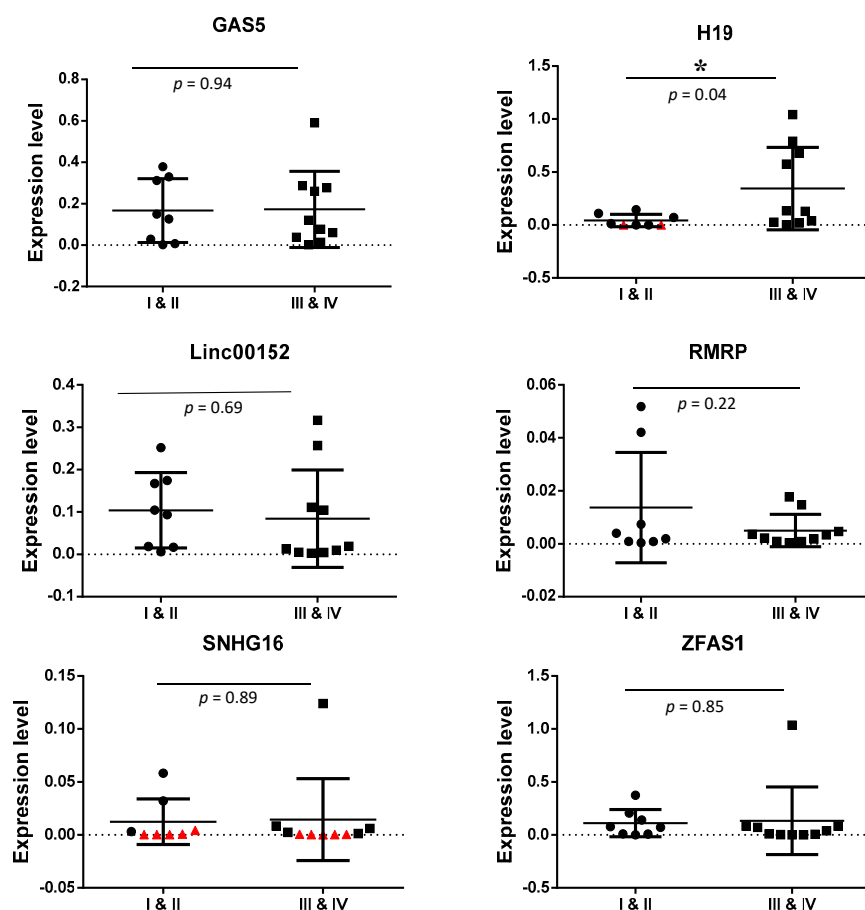 GAS5
Expression level
0.8
0.6
0.4
0.2
0.0
-0.2
p = 0.94
I & II
III & IV
H19
Expression level
1.5
1.0
0.5
0.0
-0.5
*
p = 0.04
I & II
III & IV
Linc00152
Expression level
0.4
0.3
0.2
0.1
0.0
-0.1
p = 0.69
I & II
III & IV
RMRP
Expression level
0.06
0.04
0.02
0.00
-0.02
p = 0.22
I & II
III & IV
SNHG16
Expression level
0.15
0.10
0.05
0.00
-0.05
p = 0.89
I & II
III & IV
ZFAS1
Expression level
1.5
1.0
0.5
0.0
-0.5
p = 0.85
I & II
III & IV